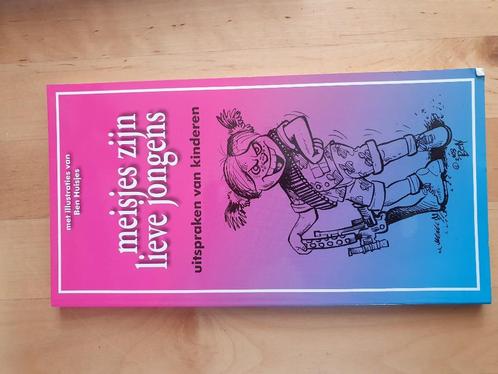 met illustraties van
Ben Huisjes
meisjes zijn
lieve jongens
uitspraken van kinderen